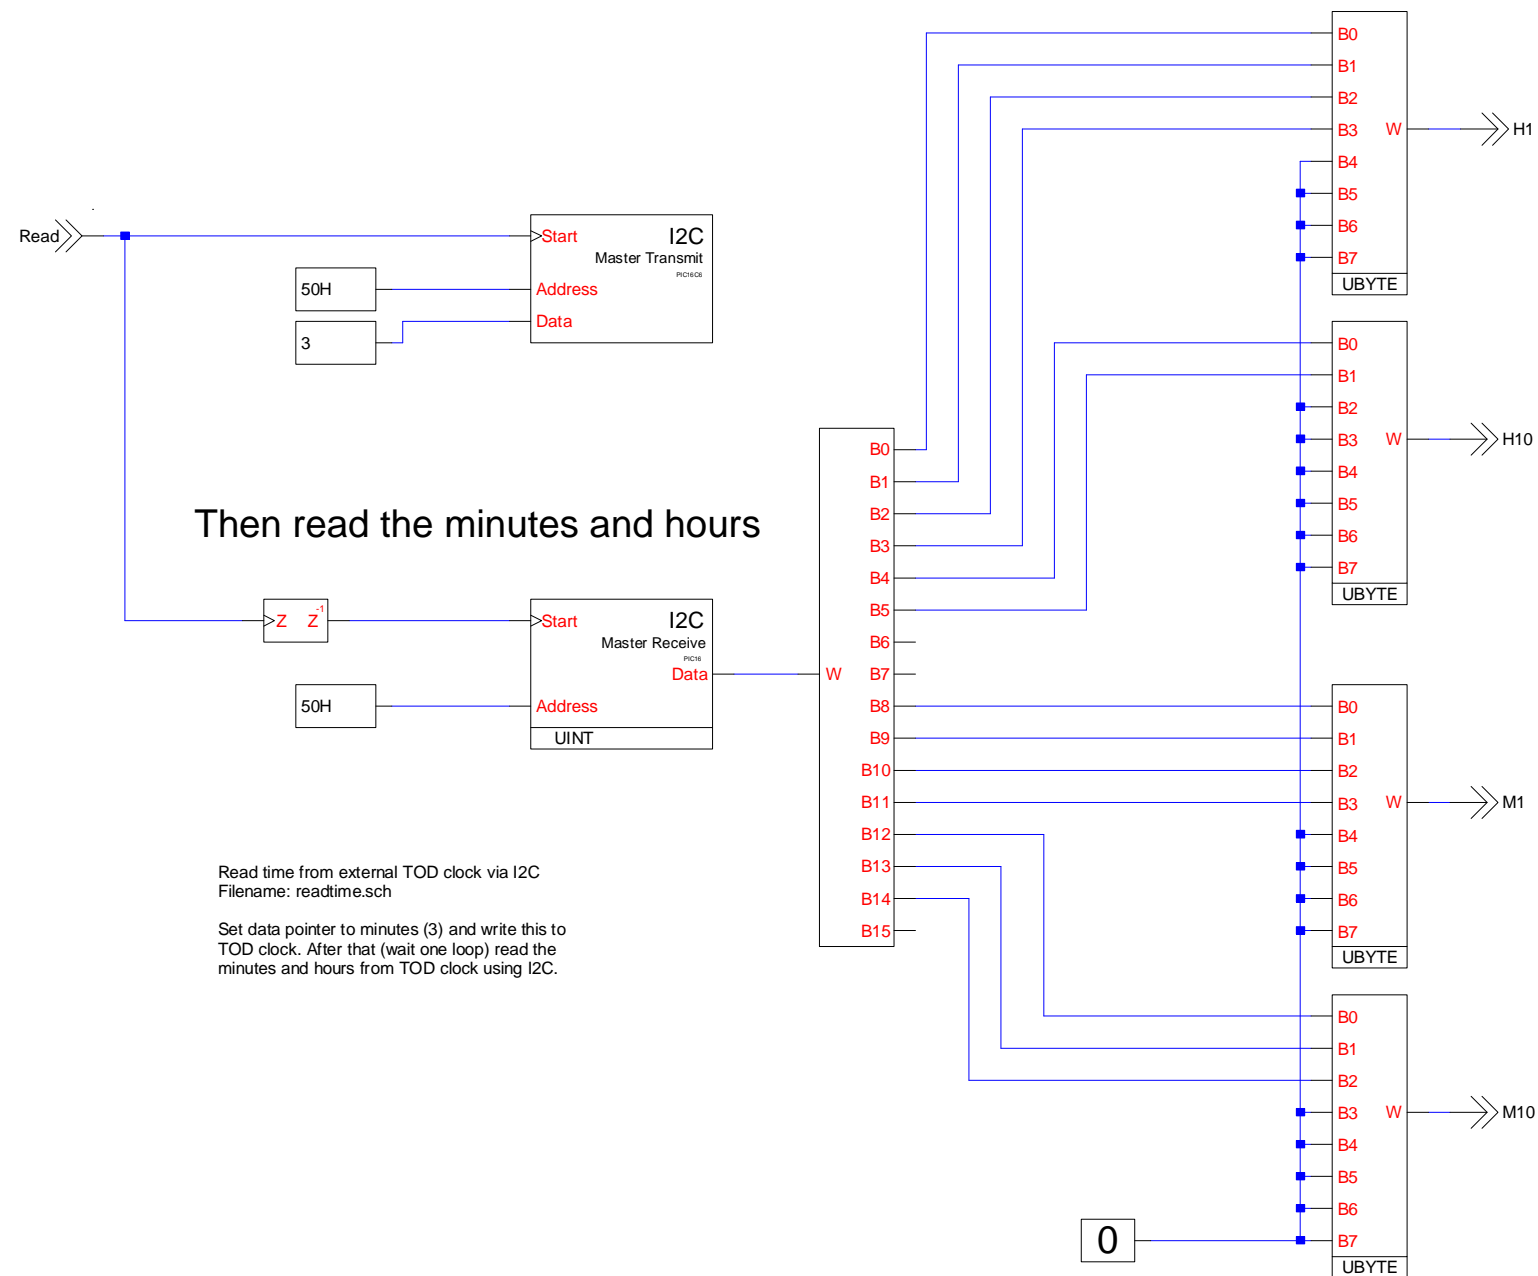 Read
Start
I2C
Master Transmit
PIC16C6
50H
Address
3
Data
Then read the minutes and hours
Z
Z
-1
Start
I2C
Master Receive
PIC16
Data
50H
Address
UINT
Read time from external TOD clock via I2C
Filename: readtime.sch
Set data pointer to minutes (3) and write this to
TOD clock. After that (wait one loop) read the
minutes and hours from TOD clock using I2C.
W
B0
B1
B2
B3
B4
B5
B6
B7
B8
B9
B10
B11
B12
B13
B14
B15
B0
B1
B2
B3
B4
B5
B6
B7
W
UBYTE
H1
B0
B1
B2
B3
B4
B5
B6
B7
W
UBYTE
H10
B0
B1
B2
B3
B4
B5
B6
B7
W
UBYTE
M1
B0
B1
B2
B3
B4
B5
B6
B7
W
UBYTE
M10
0